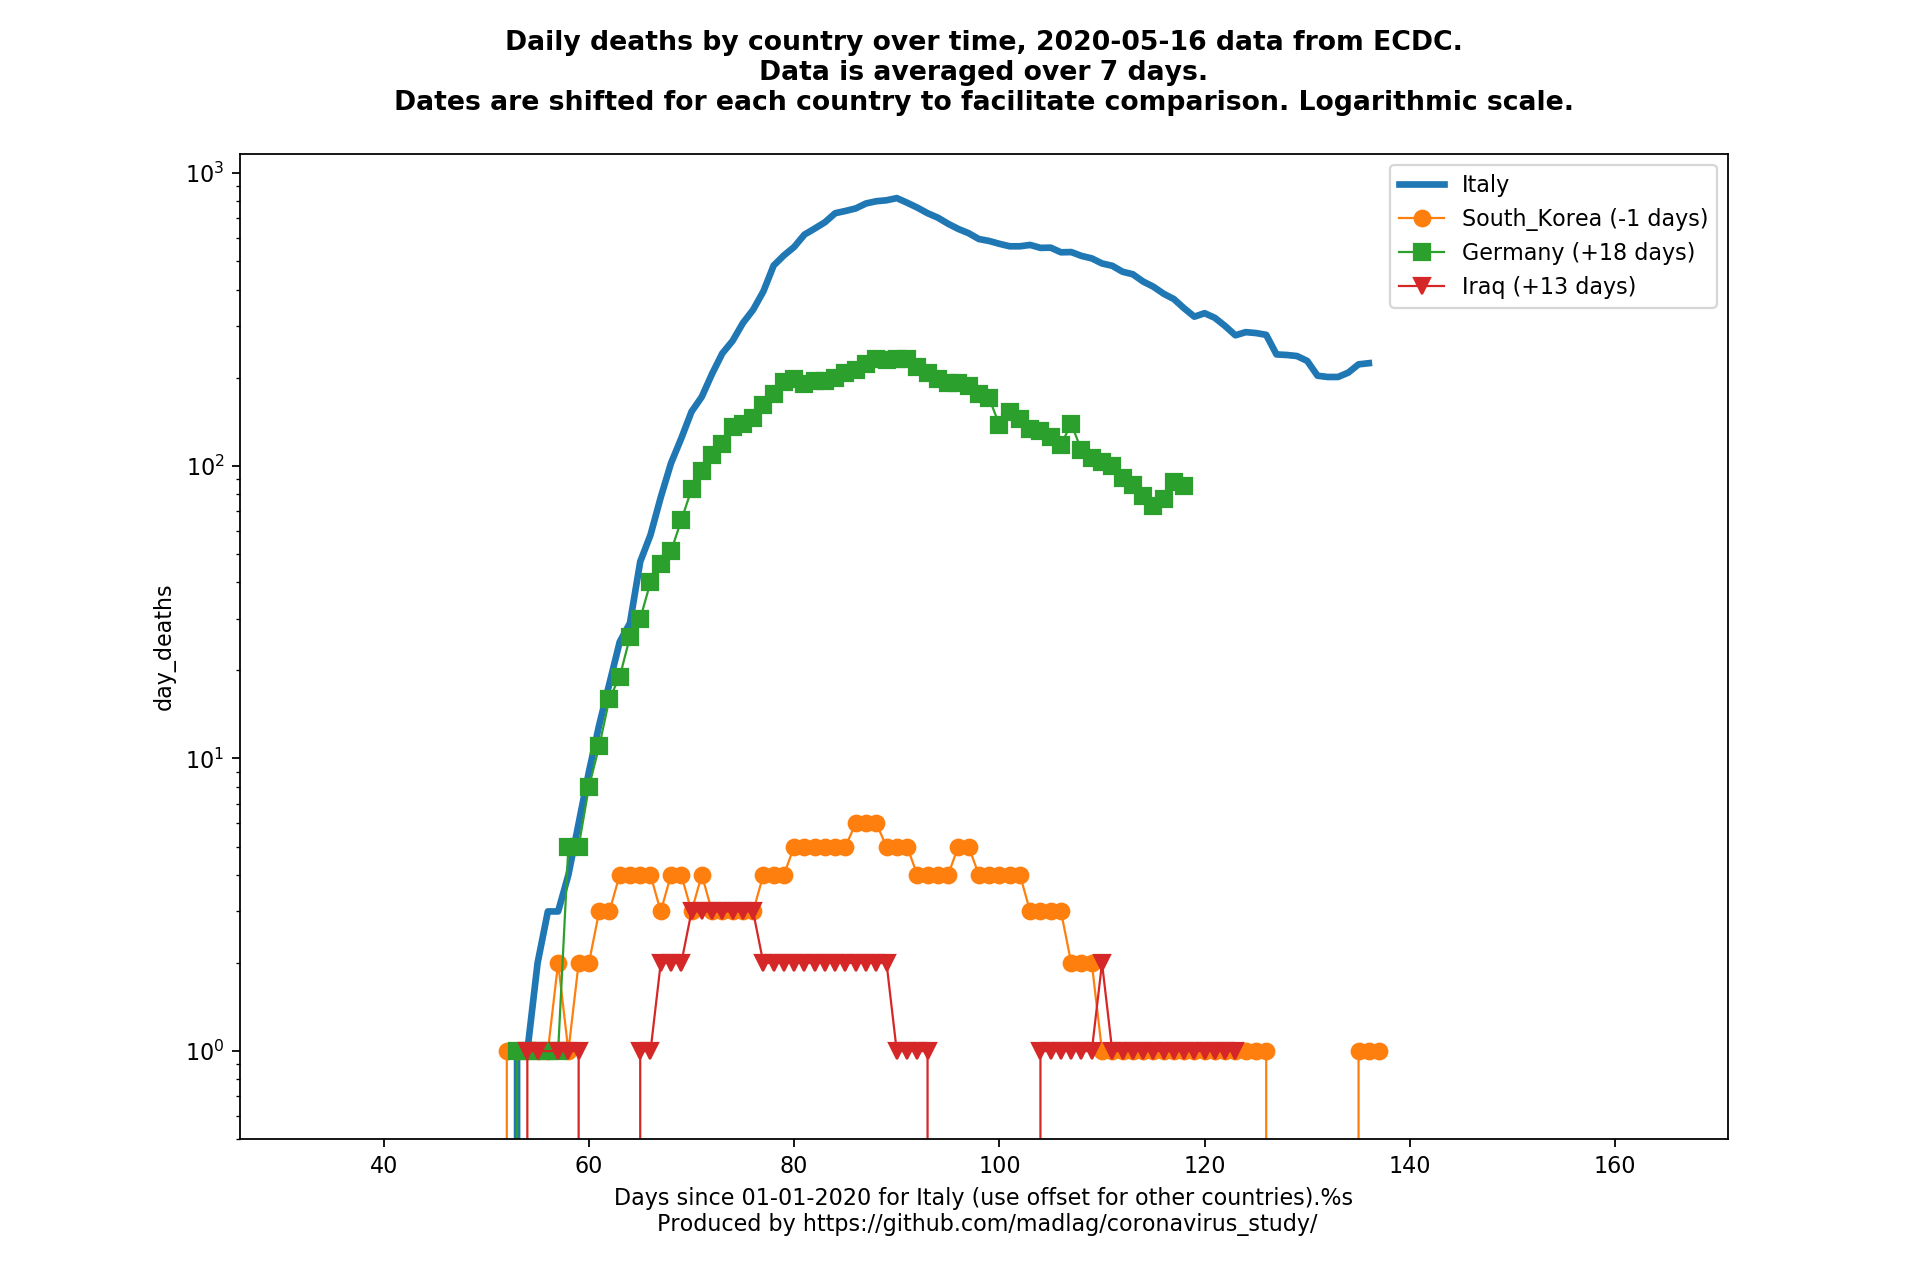 Daily deaths by country over time, 2020-05-16 data from ECDC.
Data is averaged over 7 days.
Dates are shifted for each country to facilitate comparison. Logarithmic scale.
Italy
South_Korea (-1 days)
Germany (+18 days)
Iraq (+13 days)
10³
10²
10¹
10⁰
day_deaths
40 60 80 100 120 140 160
Days since 01-01-2020 for Italy (use offset for other countries).%s
Produced by https://github.com/madlag/coronavirus_study/